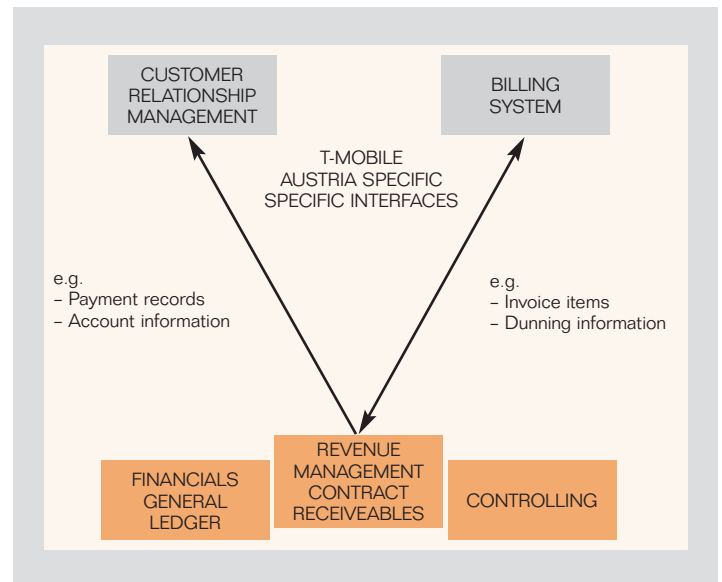 CUSTOMER
RELATIONSHIP
MANAGEMENT
BILLING
SYSTEM
T-MOBILE
AUSTRIA SPECIFIC
SPECIFIC INTERFACES
e.g.
– Payment records
– Account information
e.g.
– Invoice items
– Dunning information
FINANCIALS
GENERAL
LEDGER
REVENUE
MANAGEMENT
CONTRACT
RECEIVEABLES
CONTROLLING